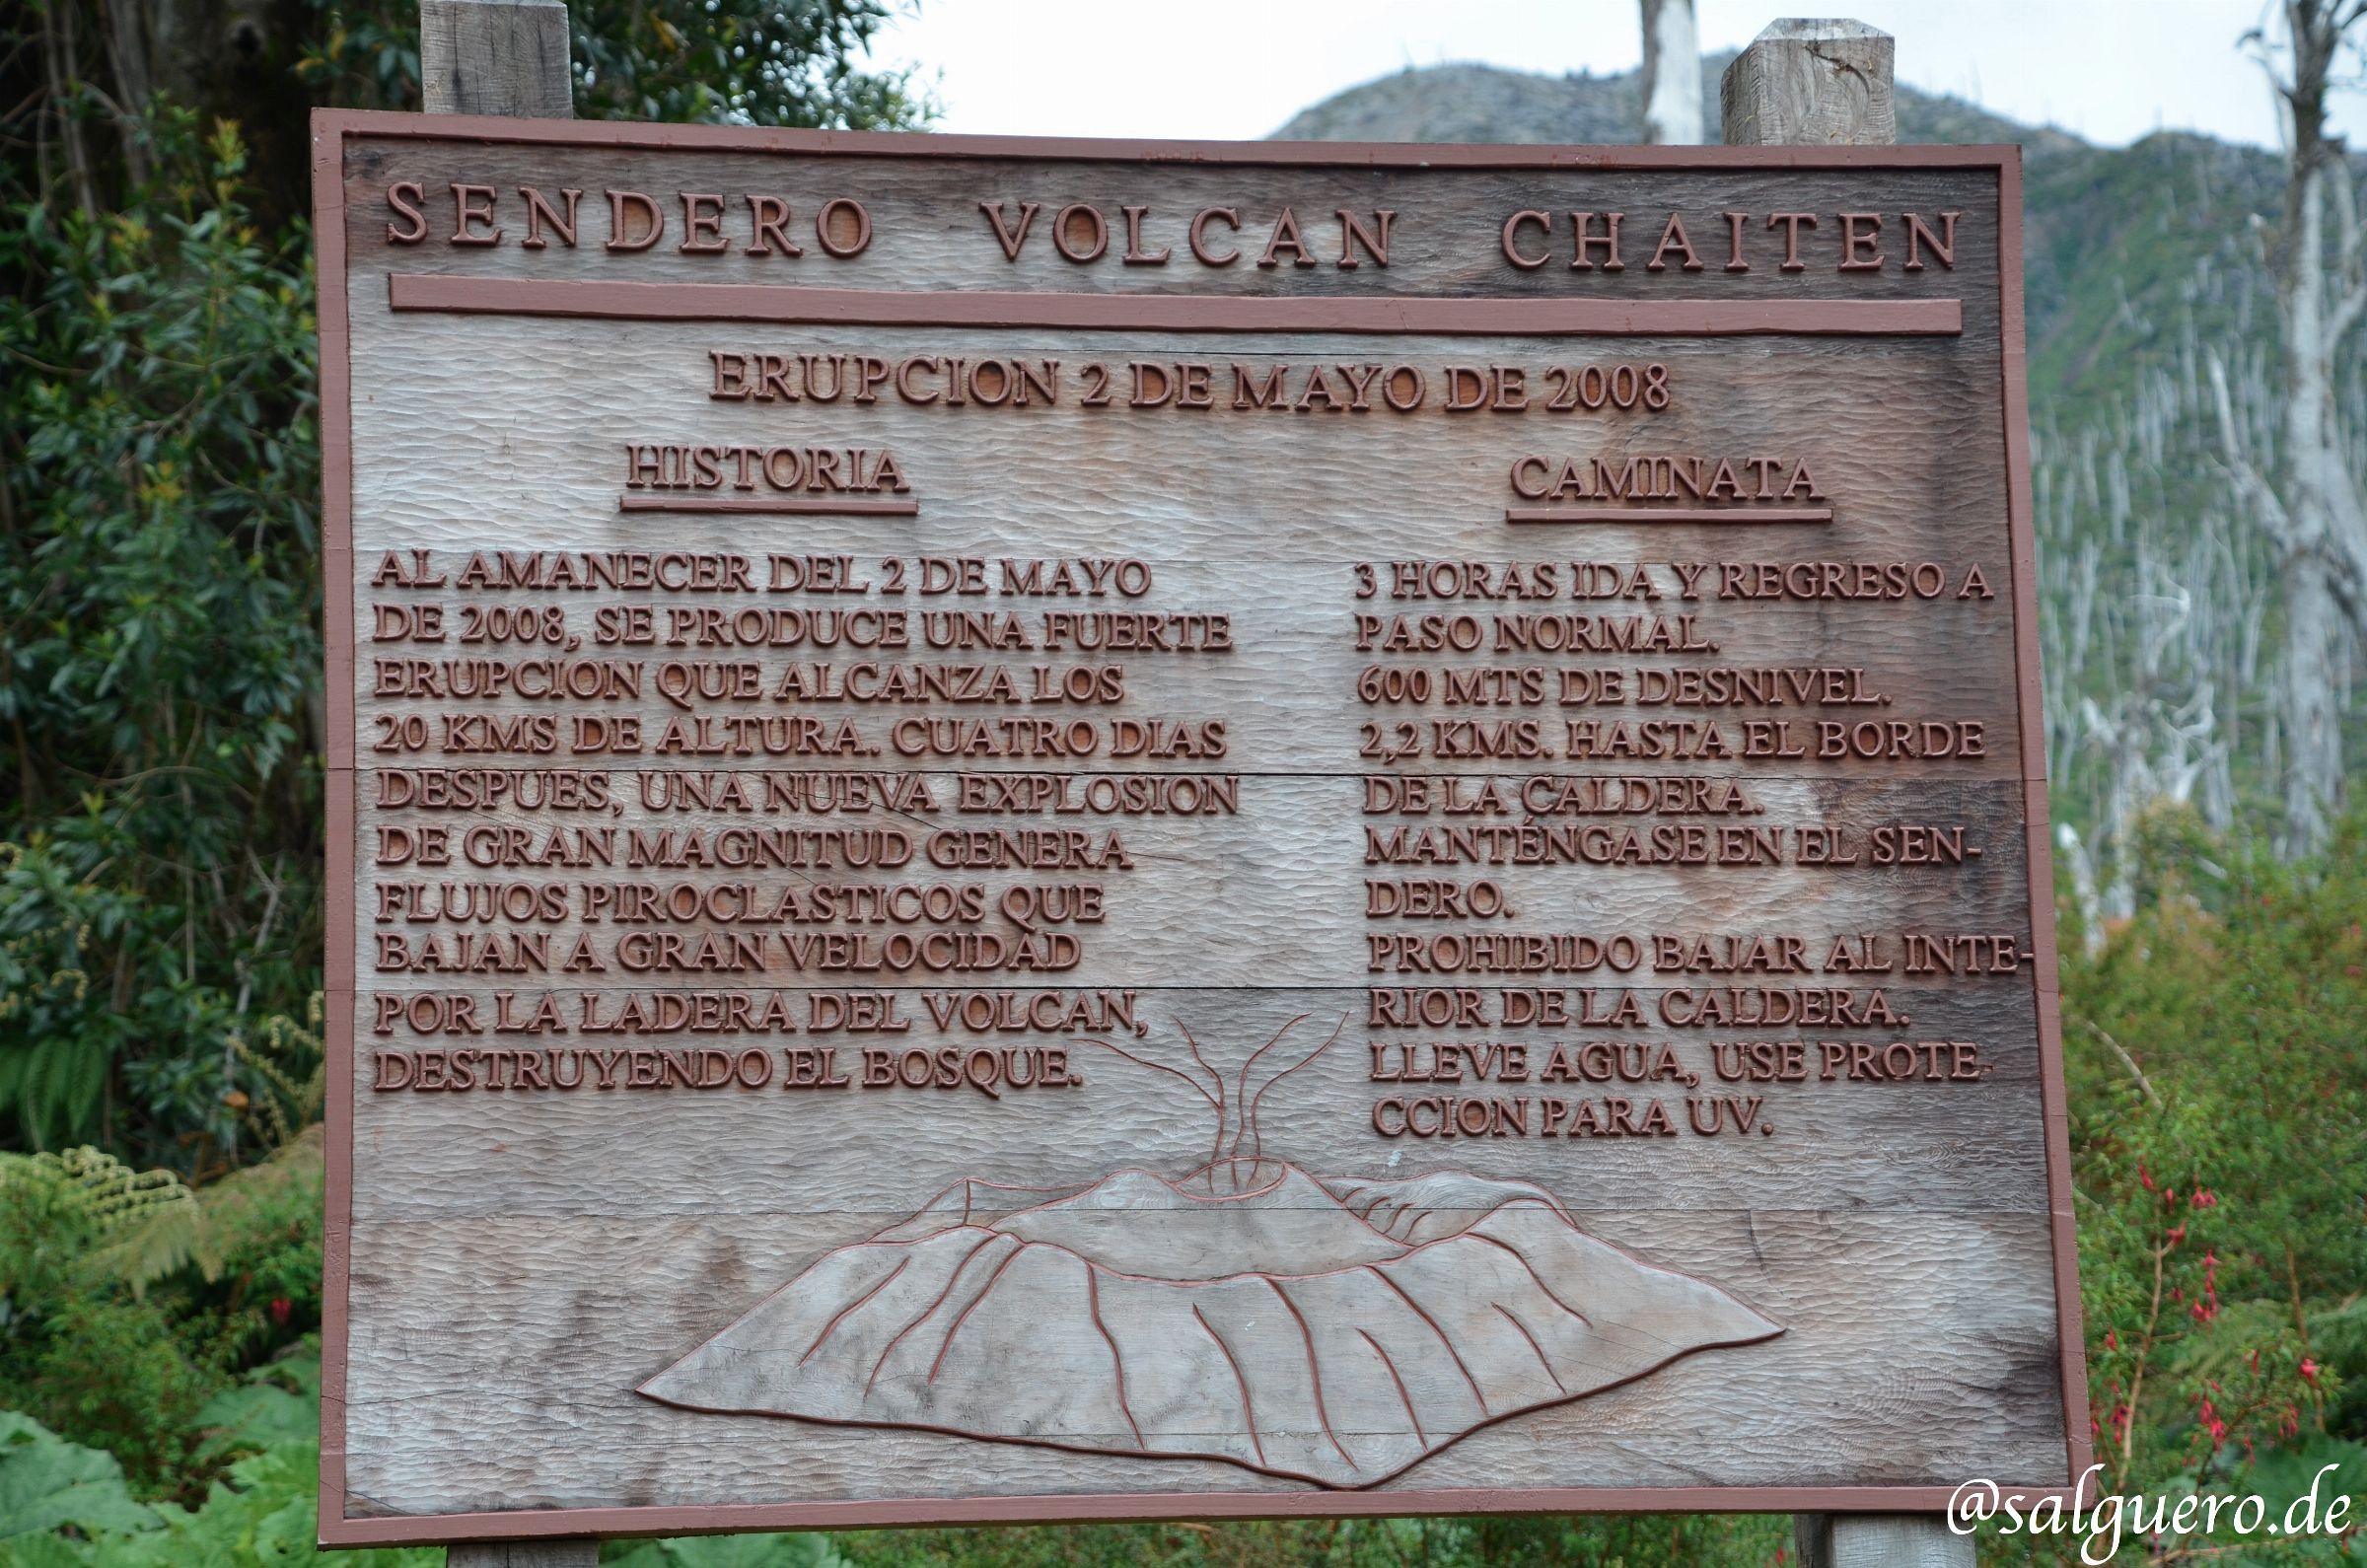 SENDERO VOLCAN CHAITEN
ERUPCION 2 DE MAYO DE 2008
HISTORIA
AL AMANECER DEL 2 DE MAYO
DE 2008, SE PRODUCE UNA FUERTE
ERUPCION QUE ALCANZA LOS
20 KMS DE ALTURA. CUATRO DIAS
DESPUES, UNA NUEVA EXPLOSION
DE GRAN MAGNITUD GENERA
FLUJOS PIROCLASTICOS QUE
BAJAN A GRAN VELOCIDAD
POR LA LADERA DEL VOLCAN,
DESTRUYENDO EL BOSQUE.
CAMINATA
3 HORAS IDA Y REGRESO A
PASO NORMAL.
600 MTS DE DESNIVEL.
2,2 KMS. HASTA EL BORDE
DE LA CALDERA.
MANTÉNGASE EN EL SEN-
DERO.
PROHIBIDO BAJAR AL INTE-
RIOR DE LA CALDERA.
LLEVE AGUA, USE PROTE-
CCION PARA UV.
@salguero.de